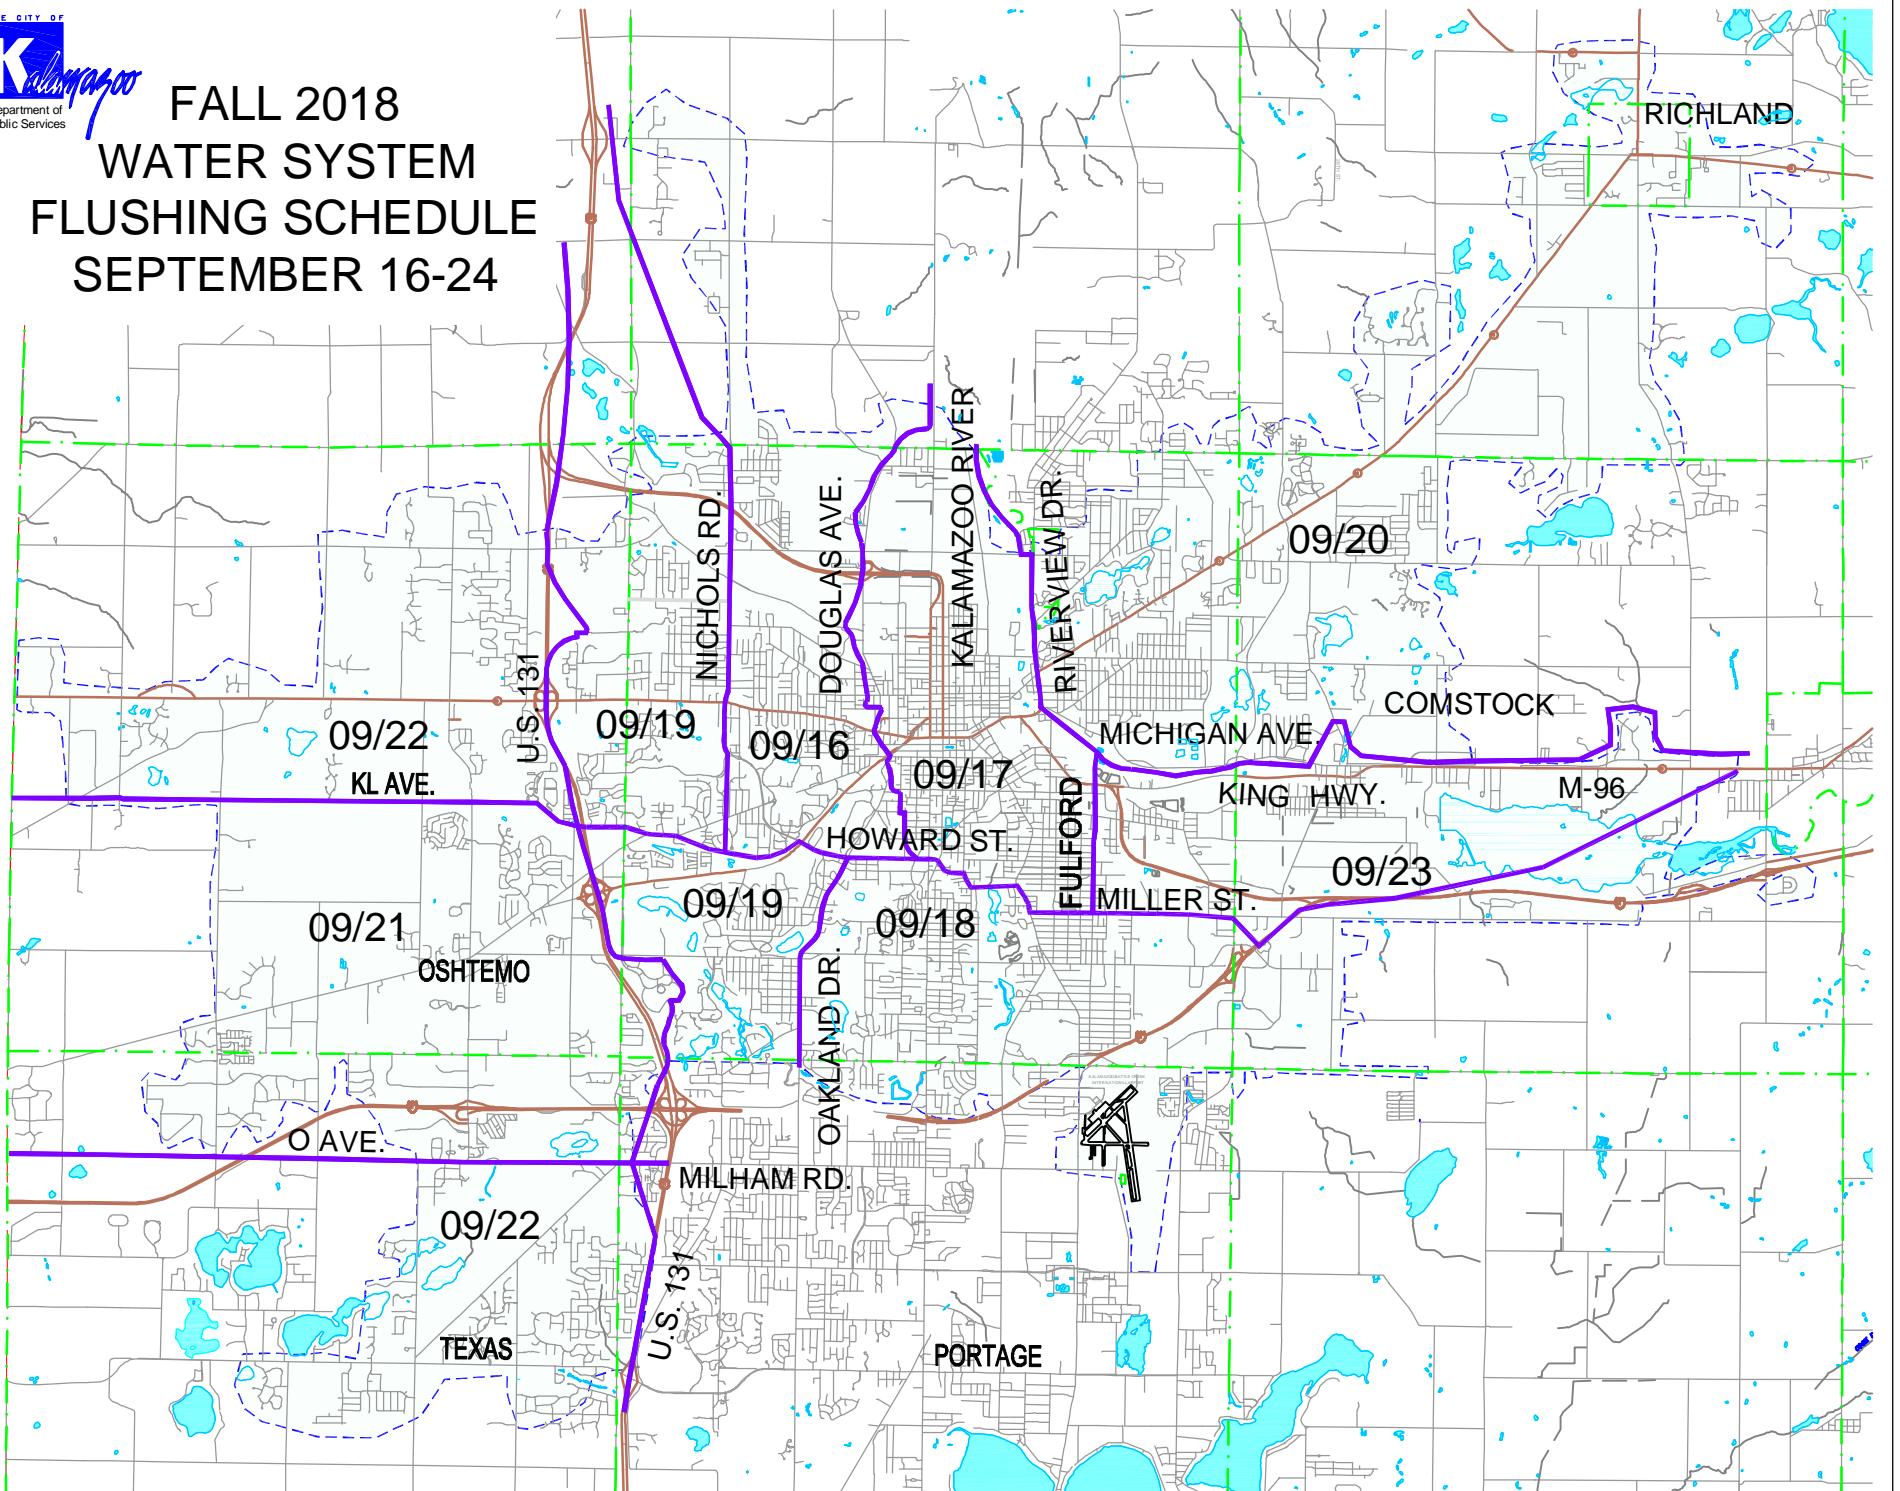 THE CITY OF
Kalamazoo
Department of
Public Services
FALL 2018
WATER SYSTEM
FLUSHING SCHEDULE
SEPTEMBER 16-24
RICHLAND
KALAMAZOO RIVER
RIVERVIEW DR.
DOUGLAS AVE.
NICHOLS RD.
09/20
U.S. 131
09/22
KL AVE.
09/19
09/16
09/17
MICHIGAN AVE.
COMSTOCK
KING HWY.
M-96
HOWARD ST.
FULFORD
09/23
MILLER ST.
09/19
09/18
09/21
OSHTEMO
OAKLAND DR.
O AVE.
MILHAM RD.
09/22
U.S. 131
TEXAS
PORTAGE